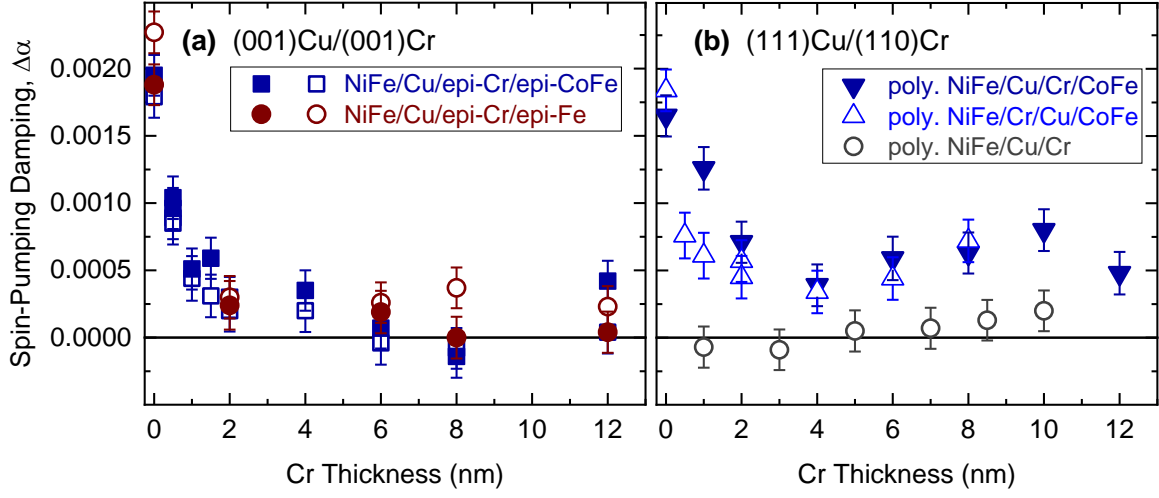 (a) (001)Cu/(001)Cr
NiFe/Cu/epi-Cr/epi-CoFe
NiFe/Cu/epi-Cr/epi-Fe
(b) (111)Cu/(110)Cr
poly. NiFe/Cu/Cr/CoFe
poly. NiFe/Cr/Cu/CoFe
poly. NiFe/Cu/Cr
Spin-Pumping Damping, Δα
0.0020
0.0015
0.0010
0.0005
0.0000
0 2 4 6 8 10 12
0 2 4 6 8 10 12
Cr Thickness (nm)
Cr Thickness (nm)